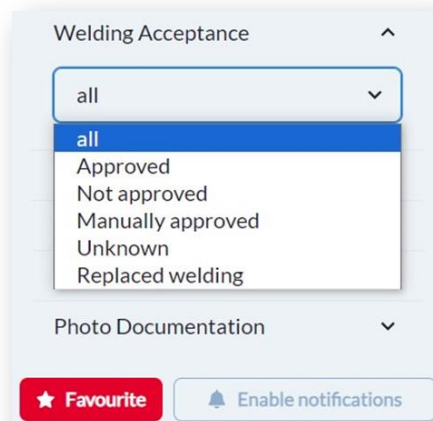 Welding Acceptance
all
all
Approved
Not approved
Manually approved
Unknown
Replaced welding
Photo Documentation
Favourite
Enable notifications